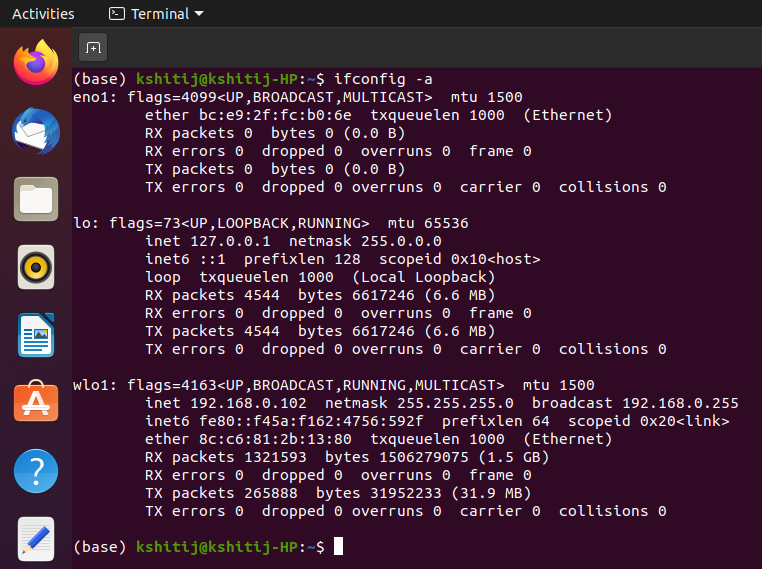 Activities Terminal
(base) kshitij@kshitij-HP:~$ ifconfig -a
eno1: flags=4099<UP,BROADCAST,MULTICAST>  mtu 1500
        ether bc:e9:2f:fc:b0:6e  txqueuelen 1000  (Ethernet)
        RX packets 0  bytes 0 (0.0 B)
        RX errors 0  dropped 0  overruns 0  frame 0
        TX packets 0  bytes 0 (0.0 B)
        TX errors 0  dropped 0 overruns 0  carrier 0  collisions 0

lo: flags=73<UP,LOOPBACK,RUNNING>  mtu 65536
        inet 127.0.0.1  netmask 255.0.0.0
        inet6 ::1  prefixlen 128  scopeid 0x10<host>
        loop  txqueuelen 1000  (Local Loopback)
        RX packets 4544  bytes 6617246 (6.6 MB)
        RX errors 0  dropped 0  overruns 0  frame 0
        TX packets 4544  bytes 6617246 (6.6 MB)
        TX errors 0  dropped 0 overruns 0  carrier 0  collisions 0

wlo1: flags=4163<UP,BROADCAST,RUNNING,MULTICAST>  mtu 1500
        inet 192.168.0.102  netmask 255.255.255.0  broadcast 192.168.0.255
        inet6 fe80::f45a:f162:4756:592f  prefixlen 64  scopeid 0x20<link>
        ether 8c:c6:81:2b:13:80  txqueuelen 1000  (Ethernet)
        RX packets 1321593  bytes 1506279075 (1.5 GB)
        RX errors 0  dropped 0  overruns 0  frame 0
        TX packets 265888  bytes 31952233 (31.9 MB)
        TX errors 0  dropped 0 overruns 0  carrier 0  collisions 0

(base) kshitij@kshitij-HP:~$